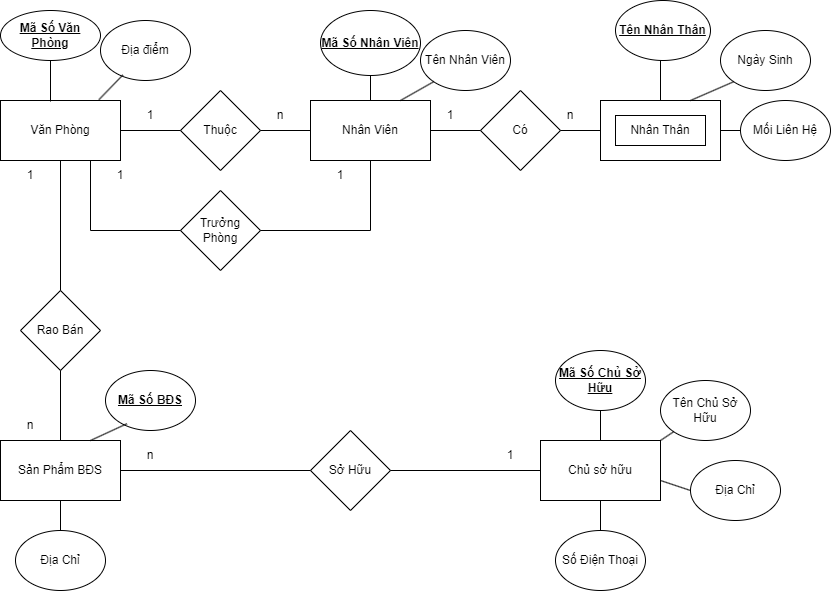 Mã Số Văn
Phòng
Địa điểm
Mã Số Nhân Viên
Tên Nhân Viên
Tên Nhân Thân
Ngày Sinh
Văn Phòng
1
Thuộc
n
Nhân Viên
1
Có
n
Nhân Thân
Mối Liên Hệ
1
1
1
Trưởng
Phòng
Rao Bán
n
Mã Số BĐS
Mã Số Chủ Sở
Hữu
Tên Chủ Sở
Hữu
Sản Phẩm BĐS
n
Sở Hữu
1
Chủ sở hữu
Địa Chỉ
Địa Chỉ
Số Điện Thoại